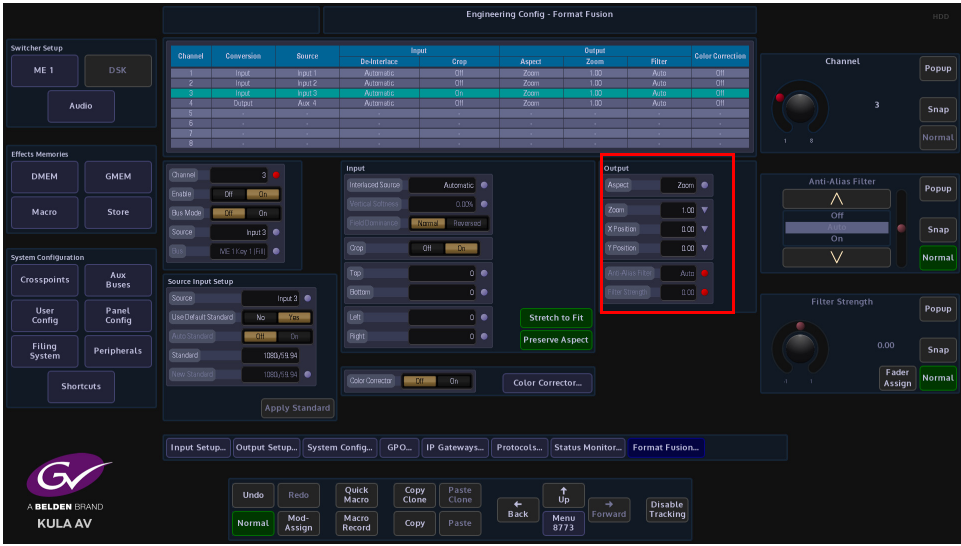 Engineering Config - Format Fusion
HDD
Switcher Setup
ME 1
DSK
Audio
Effects Memories
DMEM
GMEM
Macro
Store
System Configuration
Crosspoints
Aux Buses
User Config
Panel Config
Filing System
Peripherals
Shortcuts
Channel Conversion Source Input Output Color Correction
De-Interlace Crop Aspect Zoom Filter
1 Input Input 1 Automatic Off Zoom 1.00 Auto Off
2 Input Input 2 Automatic Off Zoom 1.00 Auto Off
3 Input Input 3 Automatic On Zoom 1.00 Auto Off
4 Output Aux 4 Automatic Off Zoom 1.00 Auto Off
5 - - - - - - - -
6 - - - - - - - -
7 - - - - - - - -
8 - - - - - - - -
Channel 3
Enable Off On
Bus Mode Off On
Source Input 3
Bus ME 1 Key 1 (Fill)
Source Input Setup
Source Input 3
Use Default Standard No Yes
Auto Standard Off On
Standard 1080i/59.94
New Standard 1080i/59.94
Apply Standard
Input
Interlaced Source Automatic
Vertical Softness 0.00%
Field Dominance Normal Reversed
Crop Off On
Top 0
Bottom 0
Left 0
Right 0
Stretch to Fit
Preserve Aspect
Color Corrector Off On
Color Corrector...
Output
Aspect Zoom
Zoom 1.00
X Position 0.00
Y Position 0.00
Anti-Alias Filter Auto
Filter Strength 0.00
Channel
3
1 8
Popup
Snap
Normal
Anti-Alias Filter
Off
Auto
On
Popup
Snap
Normal
Filter Strength
0.00
-1 1
Popup
Snap
Fader Assign
Normal
Input Setup... Output Setup... System Config... GPO... IP Gateways... Protocols... Status Monitor... Format Fusion...
GV
A BELDEN BRAND
KULA AV
Undo
Redo
Quick Macro
Copy Clone
Paste Clone
Normal
Mod-Assign
Macro Record
Copy
Paste
Back
Up
Menu 8773
Forward
Disable Tracking